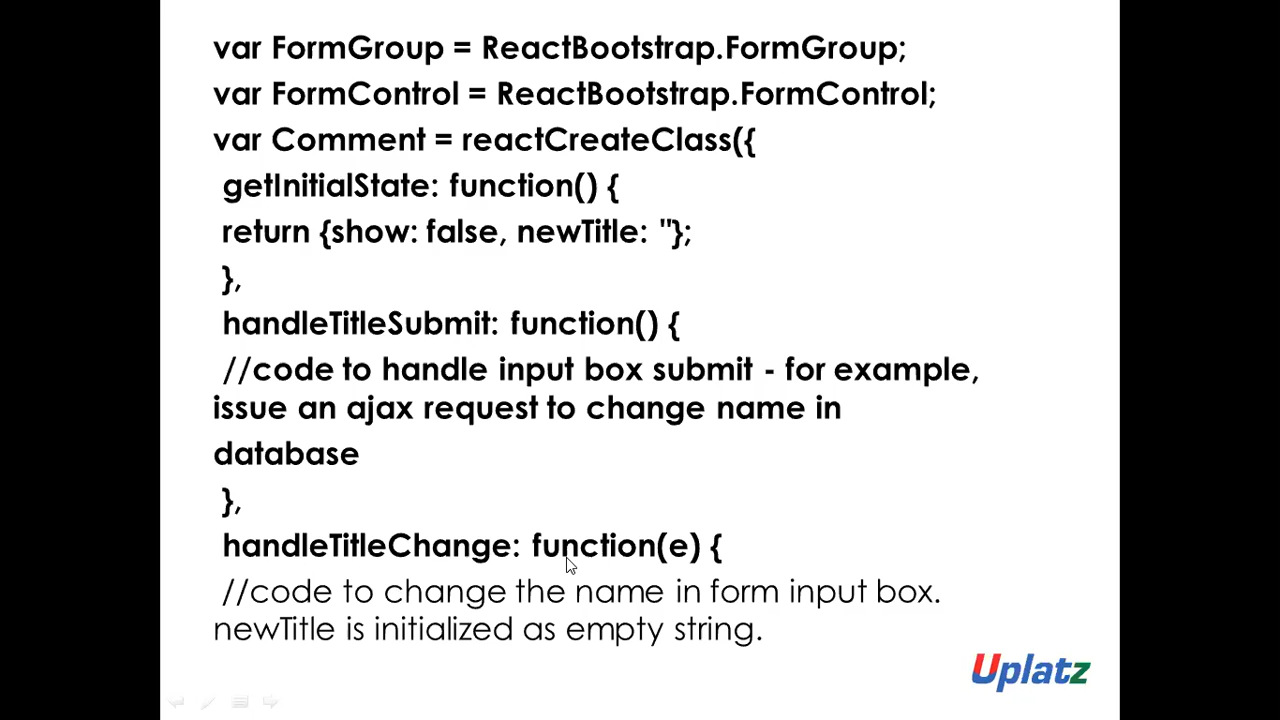 var FormGroup = ReactBootstrap.FormGroup;
var FormControl = ReactBootstrap.FormControl;
var Comment = reactCreateClass({
getInitialState: function() {
return {show: false, newTitle: ''};
},
handleTitleSubmit: function() {
//code to handle input box submit - for example,
issue an ajax request to change name in
database
},
handleTitleChange: function(e) {
//code to change the name in form input box.
newTitle is initialized as empty string.
Uplatz